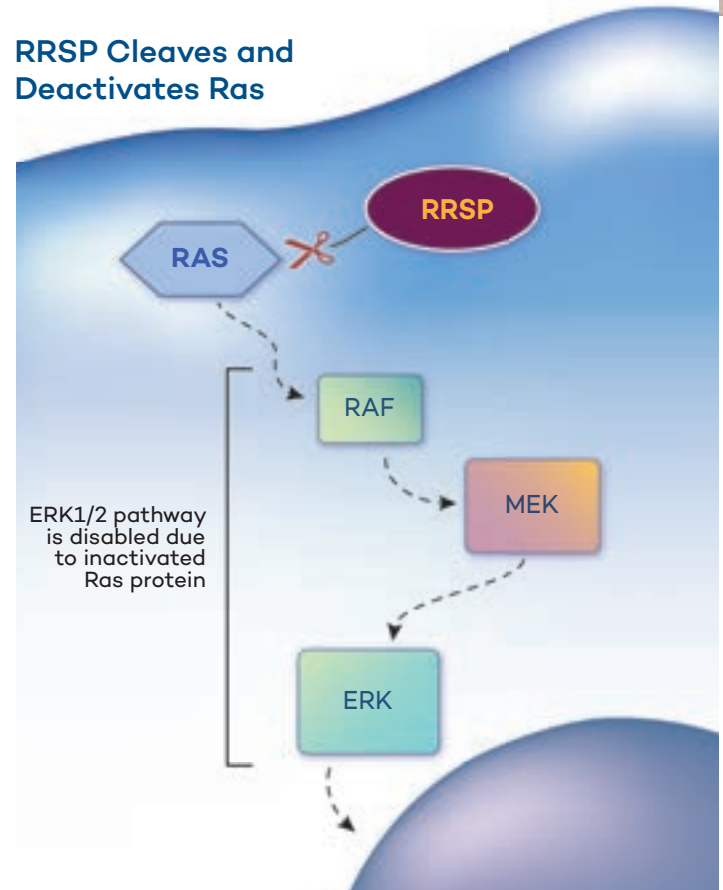 RRSP Cleaves and
Deactivates Ras
RRSP
RAS
RAF
MEK
ERK1/2 pathway
is disabled due
to inactivated
Ras protein
ERK